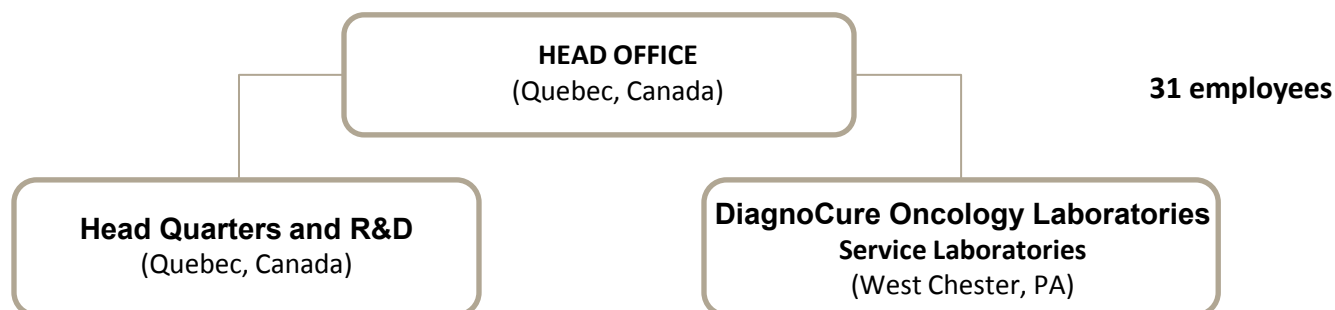 HEAD OFFICE
(Quebec, Canada)
31 employees
Head Quarters and R&D
(Quebec, Canada)
DiagnoCure Oncology Laboratories
Service Laboratories
(West Chester, PA)